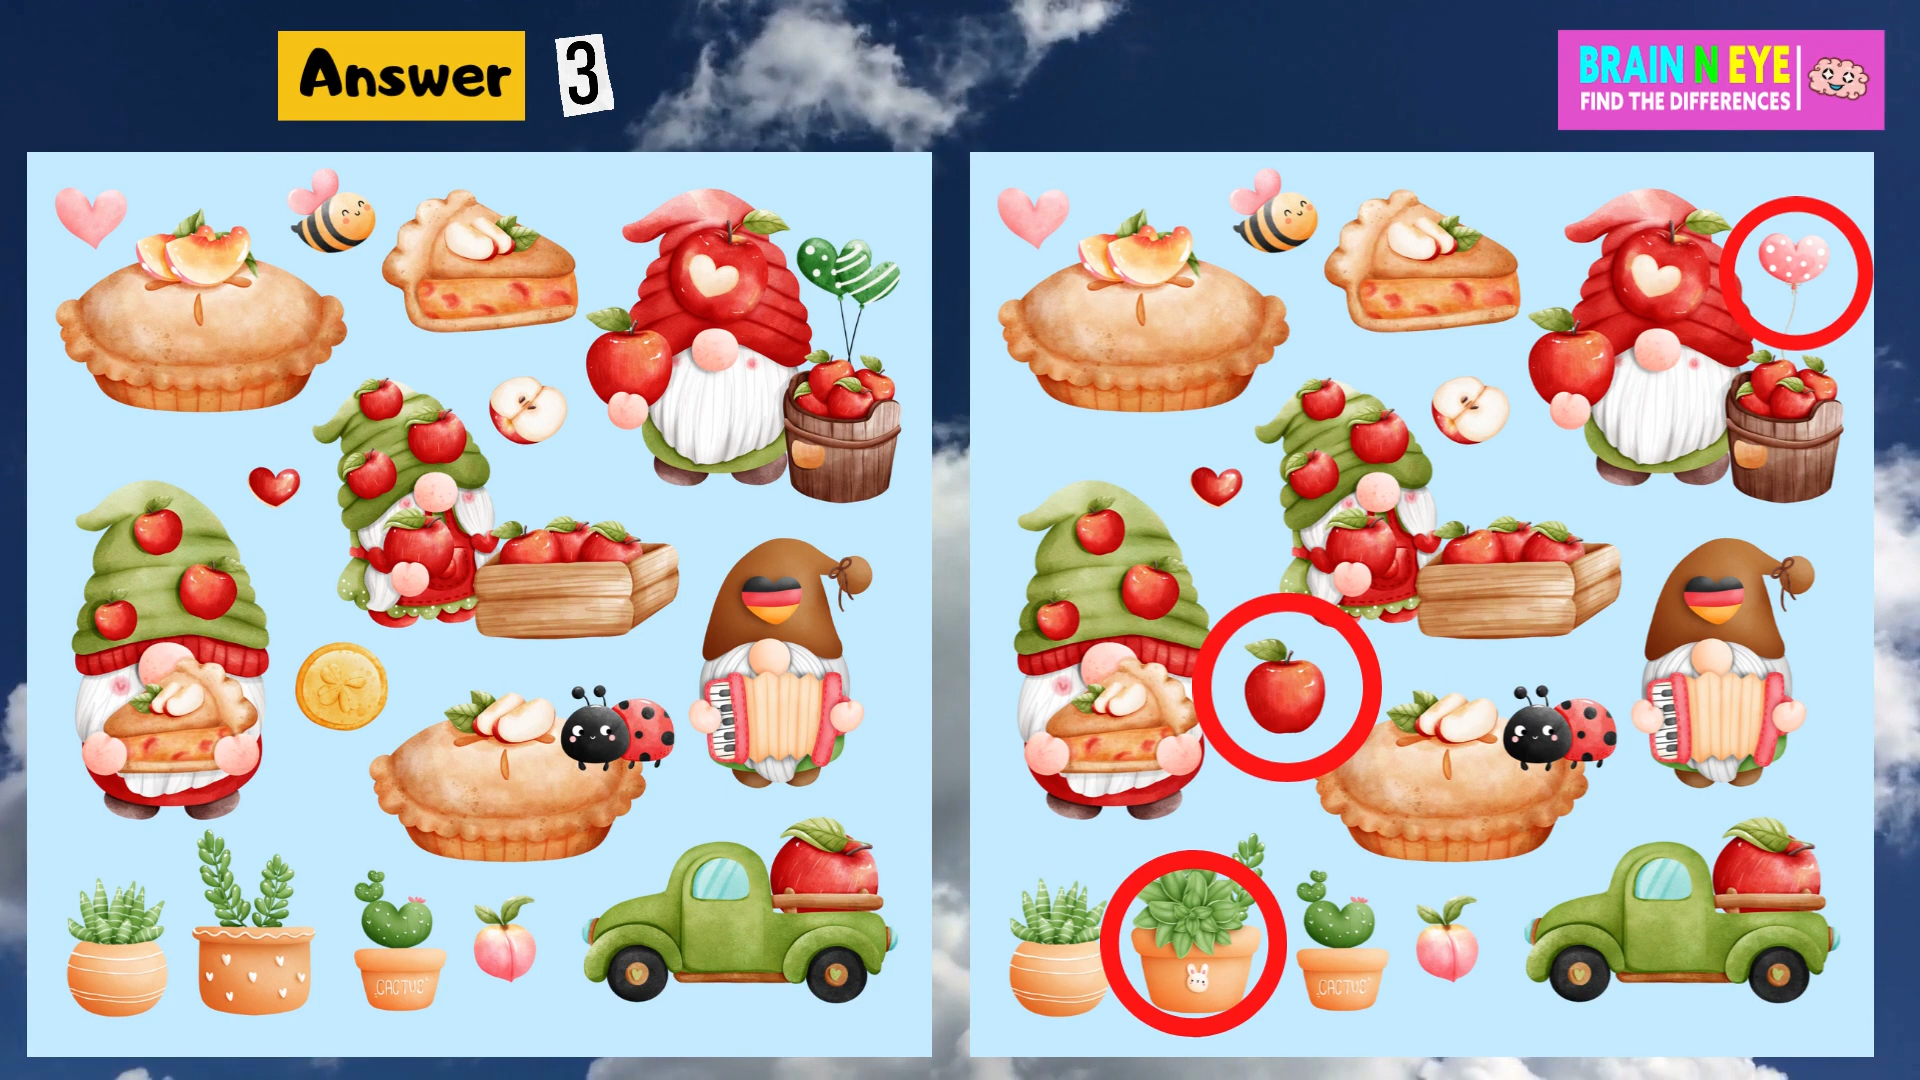 Answer 3
BRAIN N EYE
FIND THE DIFFERENCES
CACTUS
CACTUS